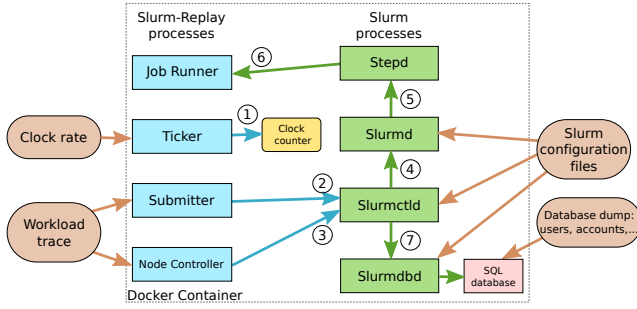 Slurm-Replay
processes
Slurm
processes
6
Job Runner
Stepd
1
5
Clock rate
Ticker
Clock
counter
Slurmd
Slurm
configuration
files
2
4
Submitter
Slurmctld
Workload
trace
3
7
Database dump:
users, accounts,...
Node Controller
Slurmdbd
SQL
database
Docker Container